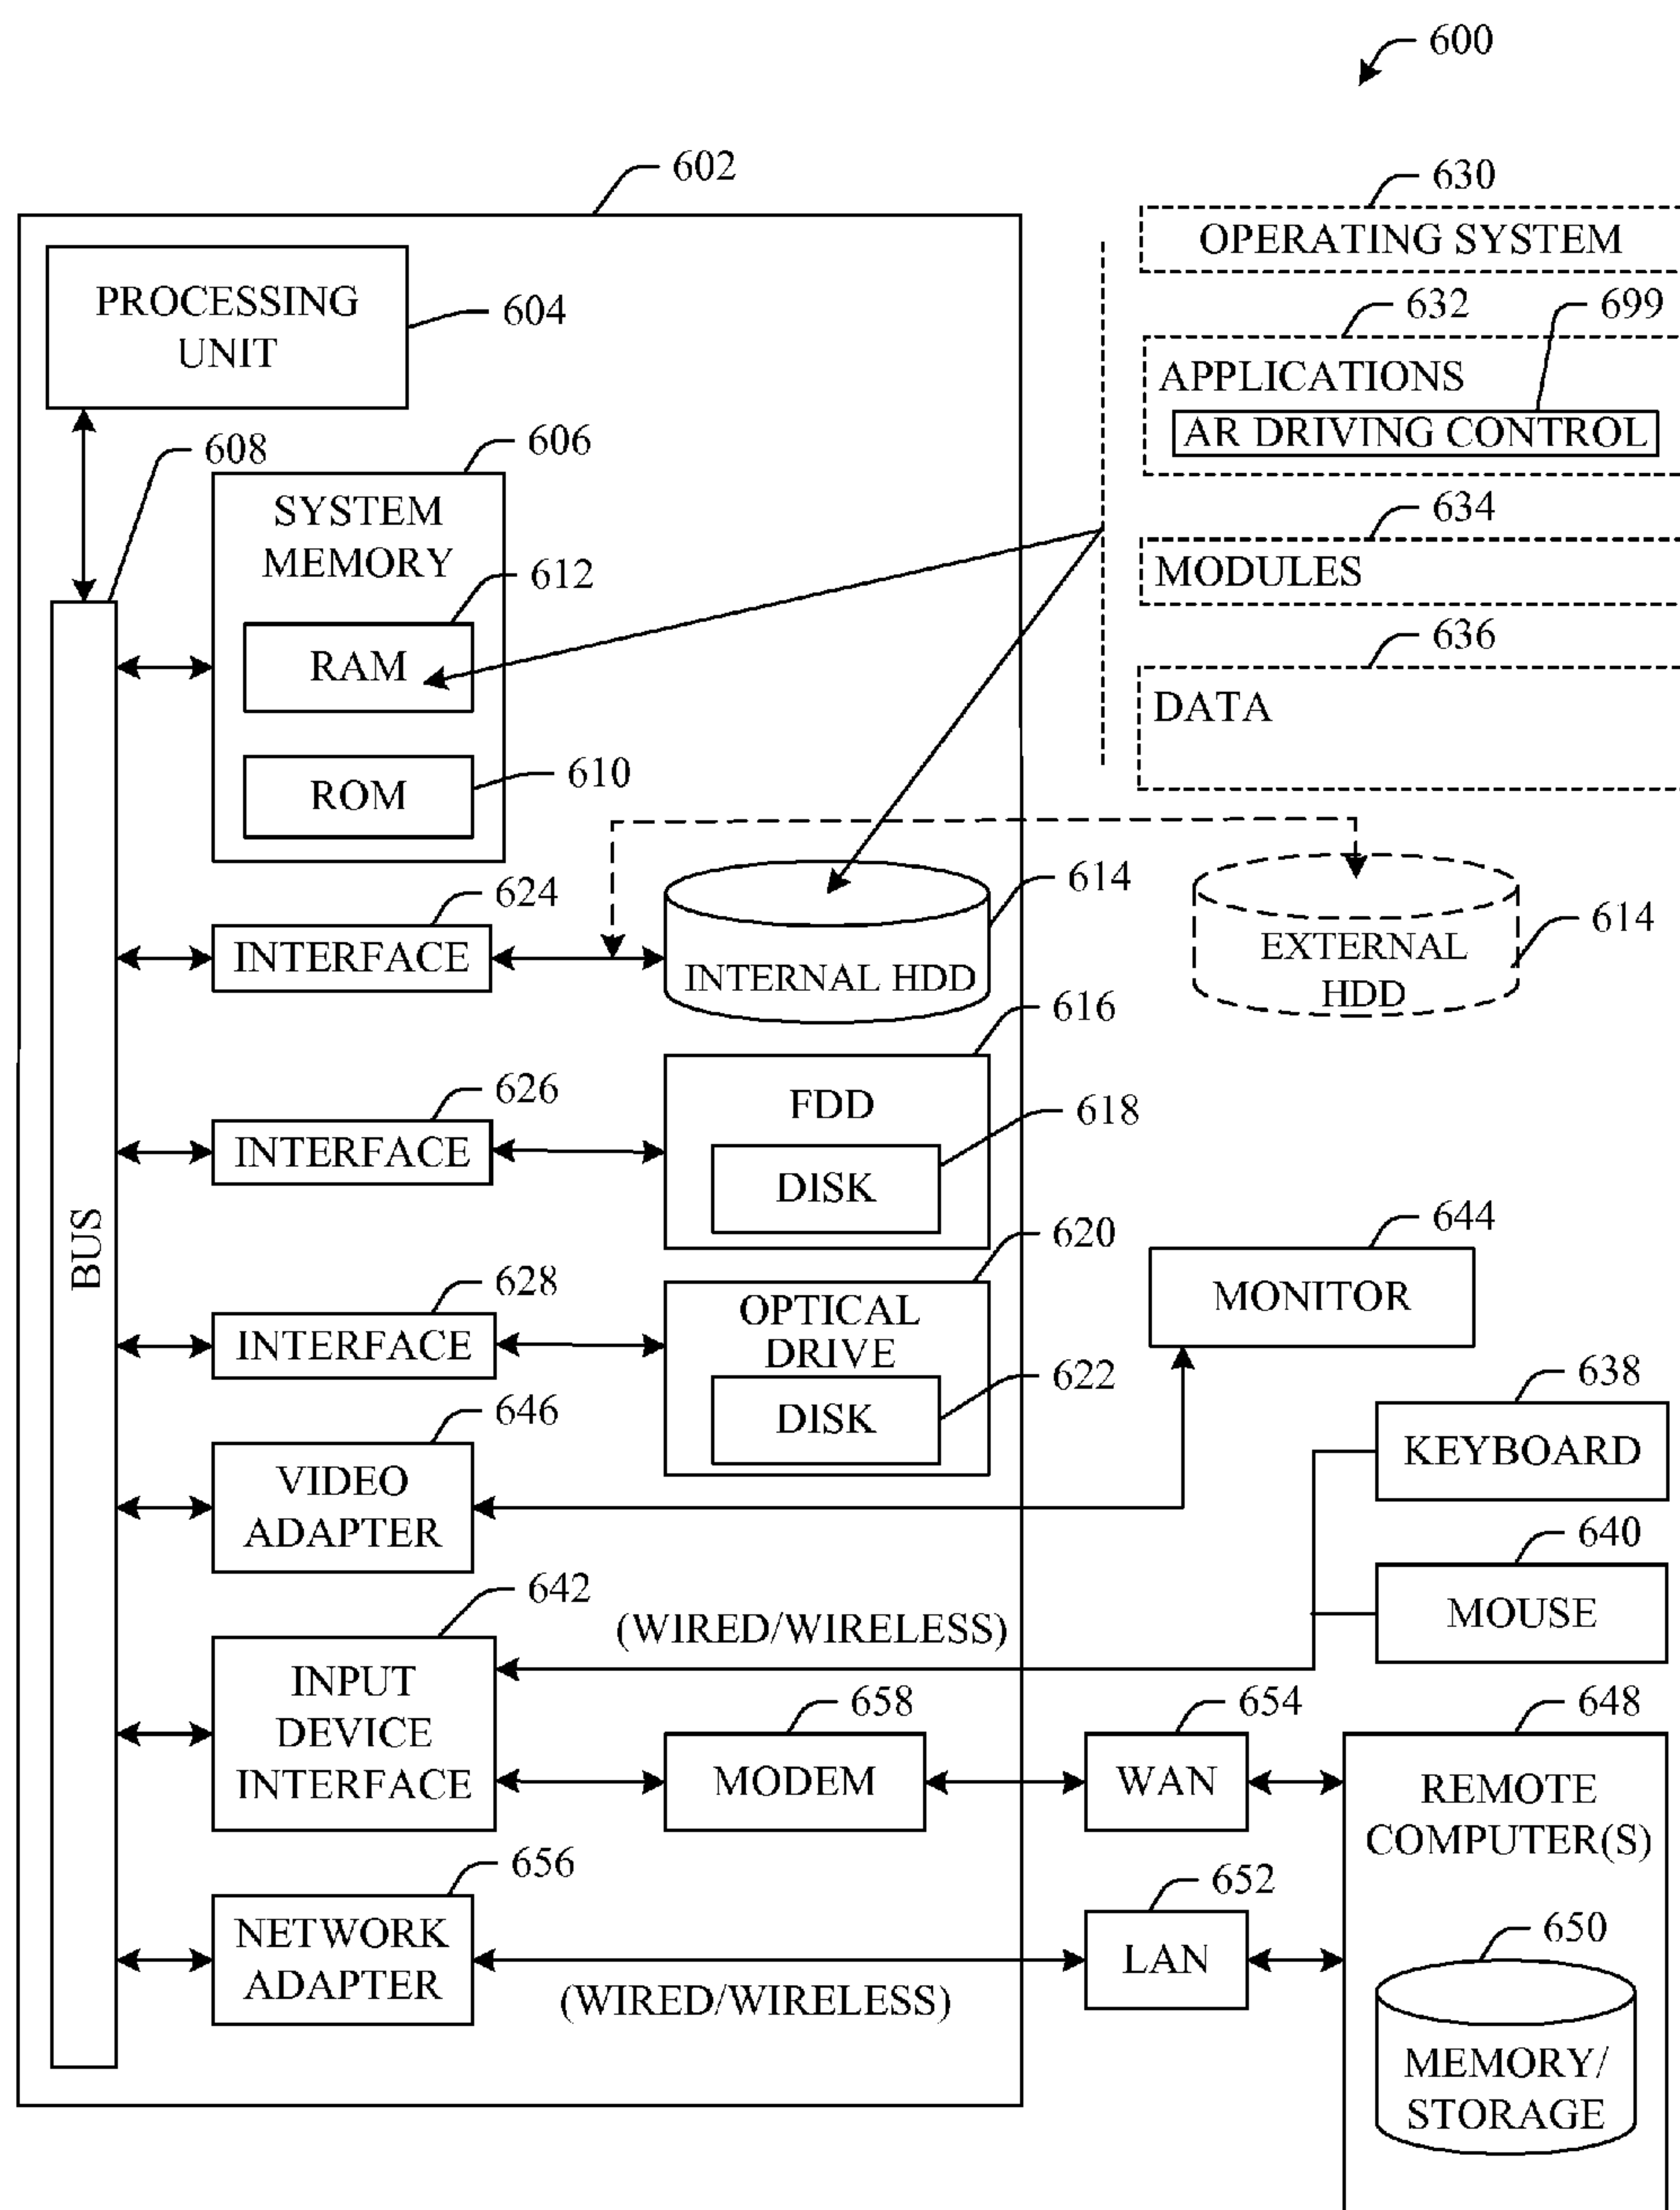 600
602
630
OPERATING SYSTEM
PROCESSING
UNIT
604
632
699
APPLICATIONS
AR DRIVING CONTROL
608
606
SYSTEM
MEMORY
634
MODULES
612
RAM
636
DATA
610
ROM
624
INTERFACE
614
INTERNAL HDD
614
EXTERNAL
HDD
616
626
INTERFACE
FDD
618
DISK
BUS
620
644
MONITOR
628
INTERFACE
OPTICAL
DRIVE
622
DISK
638
KEYBOARD
646
VIDEO
ADAPTER
640
MOUSE
642
(WIRED/WIRELESS)
INPUT
DEVICE
INTERFACE
658
MODEM
654
WAN
648
REMOTE
COMPUTER(S)
656
NETWORK
ADAPTER
(WIRED/WIRELESS)
652
LAN
650
MEMORY/
STORAGE